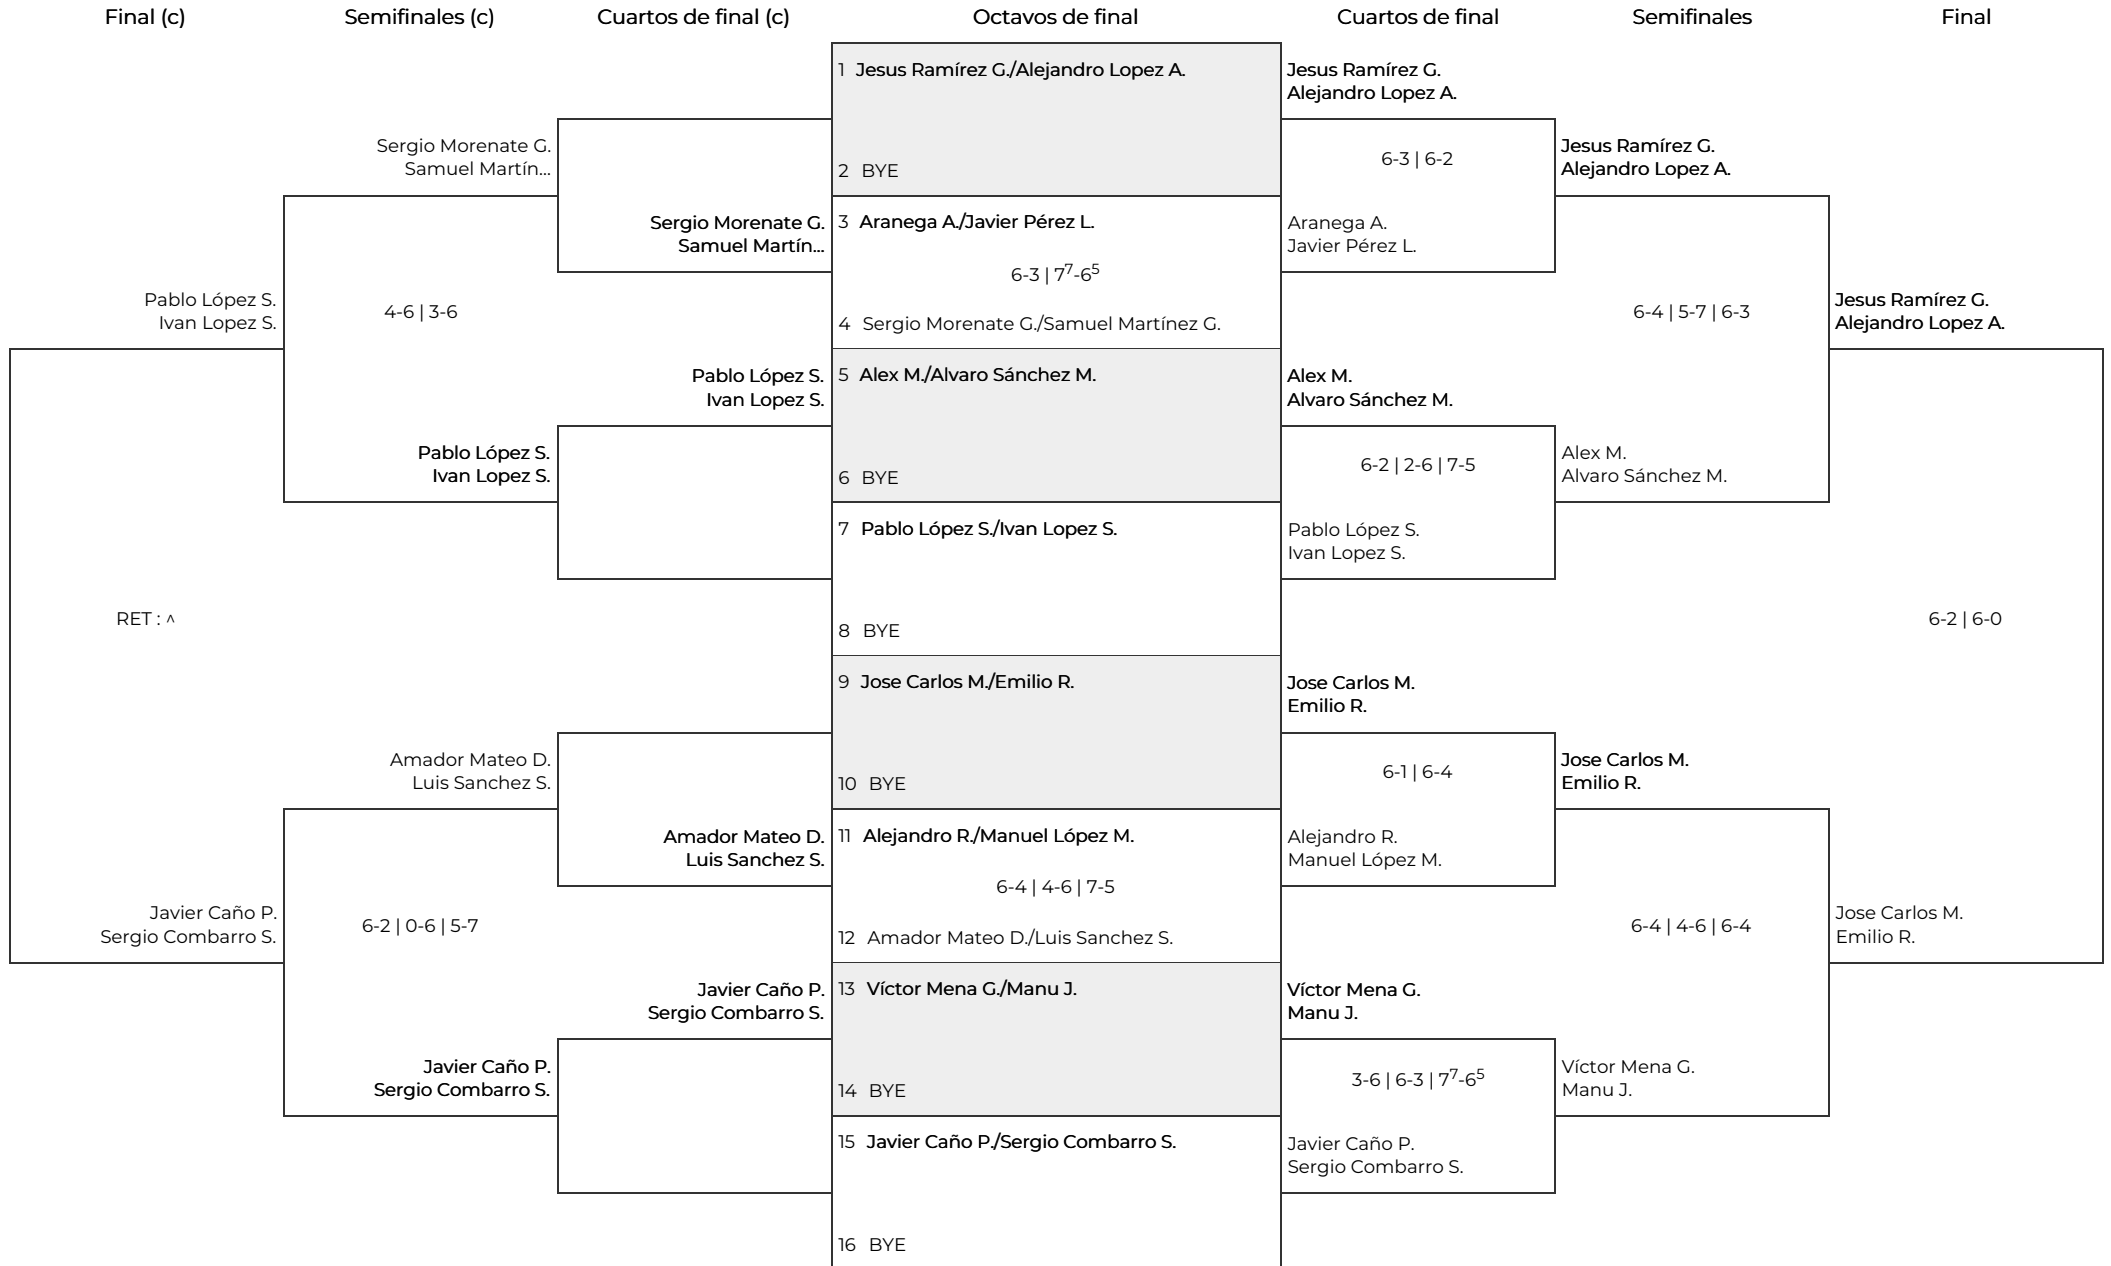 Final (c)
Semifinales (c)
Cuartos de final (c)
Octavos de final
Cuartos de final
Semifinales
Final
Pablo López S.
Ivan Lopez S.
RET : ^
Javier Caño P.
Sergio Combarro S.
Sergio Morenate G.
Samuel Martín...
4-6 | 3-6
Pablo López S.
Ivan Lopez S.
Amador Mateo D.
Luis Sanchez S.
6-2 | 0-6 | 5-7
Javier Caño P.
Sergio Combarro S.
Sergio Morenate G.
Samuel Martín...
Pablo López S.
Ivan Lopez S.
Amador Mateo D.
Luis Sanchez S.
Javier Caño P.
Sergio Combarro S.
1 Jesus Ramírez G./Alejandro Lopez A.
2 BYE
3 Aranega A./Javier Pérez L.
6-3 | 7⁷-6⁵
4 Sergio Morenate G./Samuel Martínez G.
5 Alex M./Alvaro Sánchez M.
6 BYE
7 Pablo López S./Ivan Lopez S.
8 BYE
9 Jose Carlos M./Emilio R.
10 BYE
11 Alejandro R./Manuel López M.
6-4 | 4-6 | 7-5
12 Amador Mateo D./Luis Sanchez S.
13 Víctor Mena G./Manu J.
14 BYE
15 Javier Caño P./Sergio Combarro S.
16 BYE
Jesus Ramírez G.
Alejandro Lopez A.
6-3 | 6-2
Aranega A.
Javier Pérez L.
Alex M.
Alvaro Sánchez M.
6-2 | 2-6 | 7-5
Pablo López S.
Ivan Lopez S.
Jose Carlos M.
Emilio R.
6-1 | 6-4
Alejandro R.
Manuel López M.
Víctor Mena G.
Manu J.
3-6 | 6-3 | 7⁷-6⁵
Javier Caño P.
Sergio Combarro S.
Jesus Ramírez G.
Alejandro Lopez A.
6-4 | 5-7 | 6-3
Alex M.
Alvaro Sánchez M.
Jose Carlos M.
Emilio R.
6-4 | 4-6 | 6-4
Víctor Mena G.
Manu J.
Jesus Ramírez G.
Alejandro Lopez A.
6-2 | 6-0
Jose Carlos M.
Emilio R.